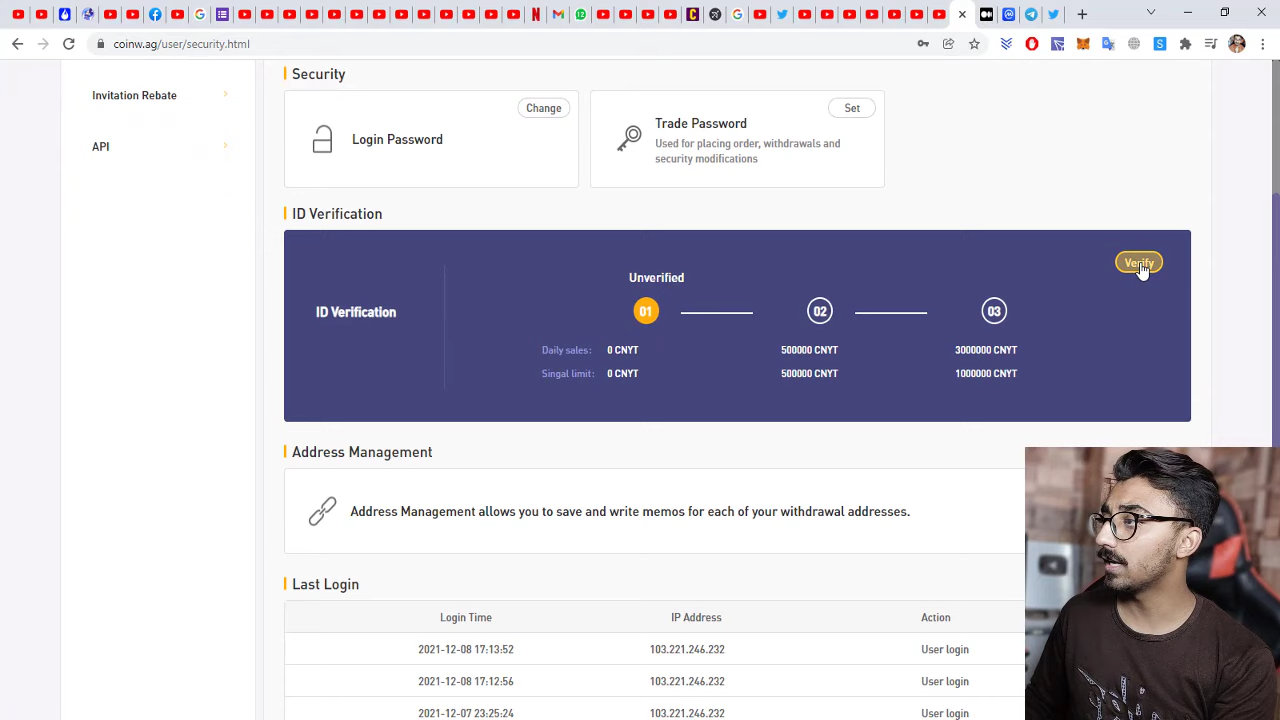 coinw.ag/user/security.html
Invitation Rebate
API
Security
Login Password
Change
Trade Password
Used for placing order, withdrawals and
security modifications
Set
ID Verification
Verify
Unverified
ID Verification
01
02
03
Daily sales: 0 CNYT 500000 CNYT 3000000 CNYT
Singal limit: 0 CNYT 500000 CNYT 1000000 CNYT
Address Management
Address Management allows you to save and write memos for each of your withdrawal addresses.
Last Login
Login Time IP Address Action
2021-12-08 17:13:52 103.221.246.232 User login
2021-12-08 17:12:56 103.221.246.232 User login
2021-12-07 23:25:24 103.221.246.232 User login